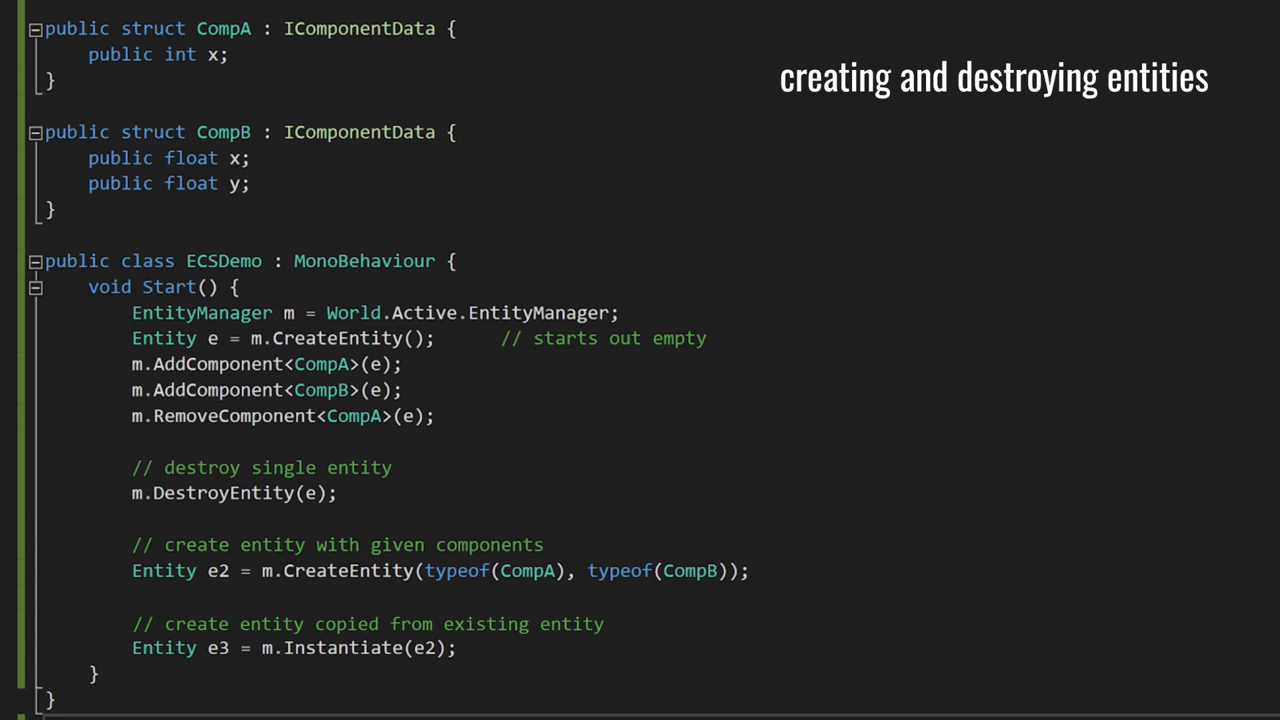 creating and destroying entities
public struct CompA : IComponentData {
    public int x;
}
public struct CompB : IComponentData {
    public float x;
    public float y;
}
public class ECSDemo : MonoBehaviour {
    void Start() {
        EntityManager m = World.Active.EntityManager;
        Entity e = m.CreateEntity();      // starts out empty
        m.AddComponent<CompA>(e);
        m.AddComponent<CompB>(e);
        m.RemoveComponent<CompA>(e);
        // destroy single entity
        m.DestroyEntity(e);
        // create entity with given components
        Entity e2 = m.CreateEntity(typeof(CompA), typeof(CompB));
        // create entity copied from existing entity
        Entity e3 = m.Instantiate(e2);
    }
}